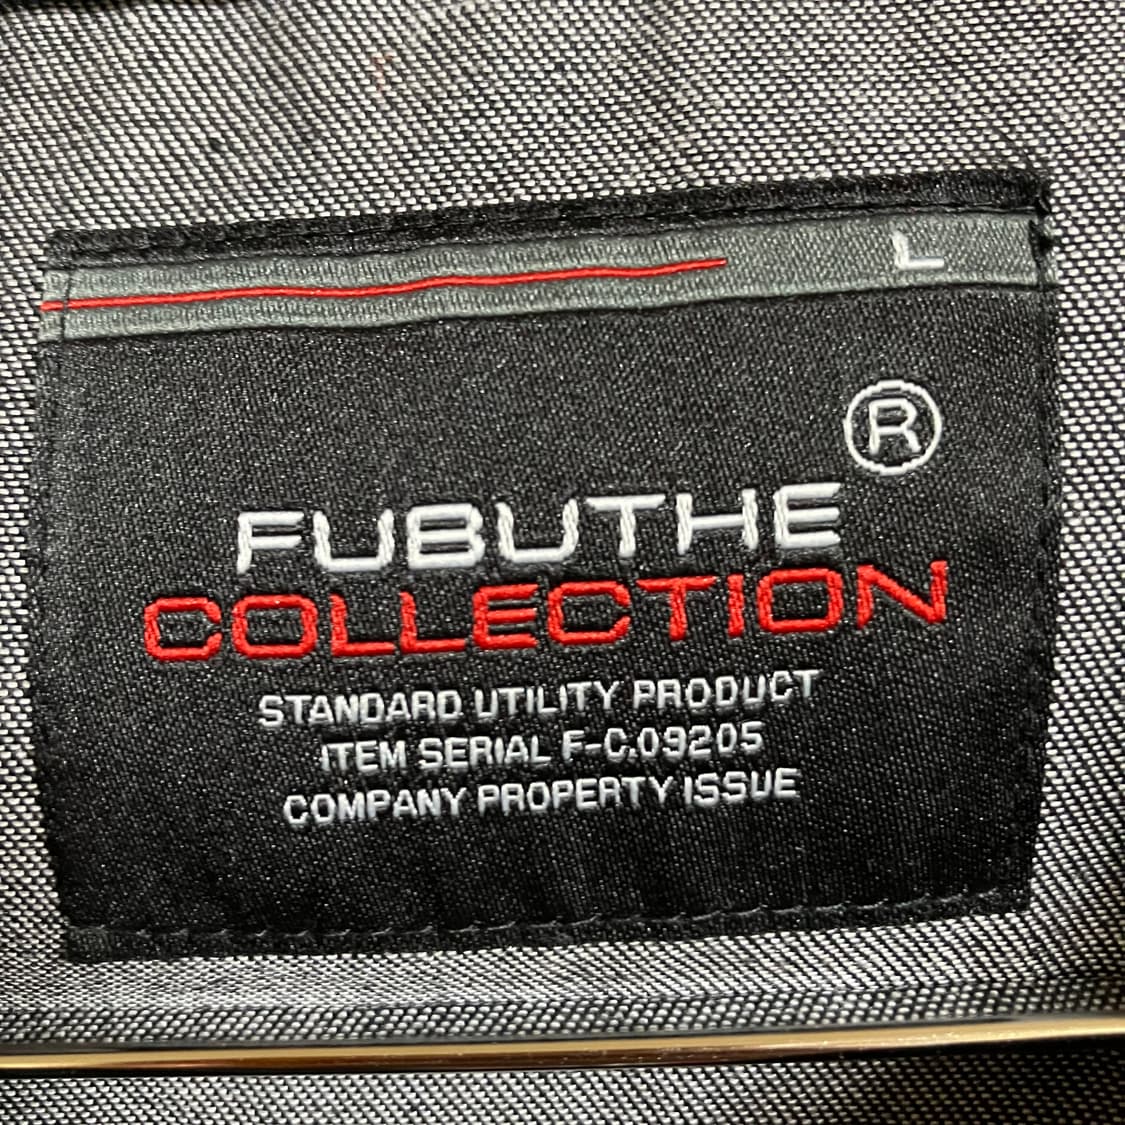 L
®
FUBUTHE
COLLECTION
STANDARD UTILITY PRODUCT
ITEM SERIAL F-C.09205
COMPANY PROPERTY ISSUE